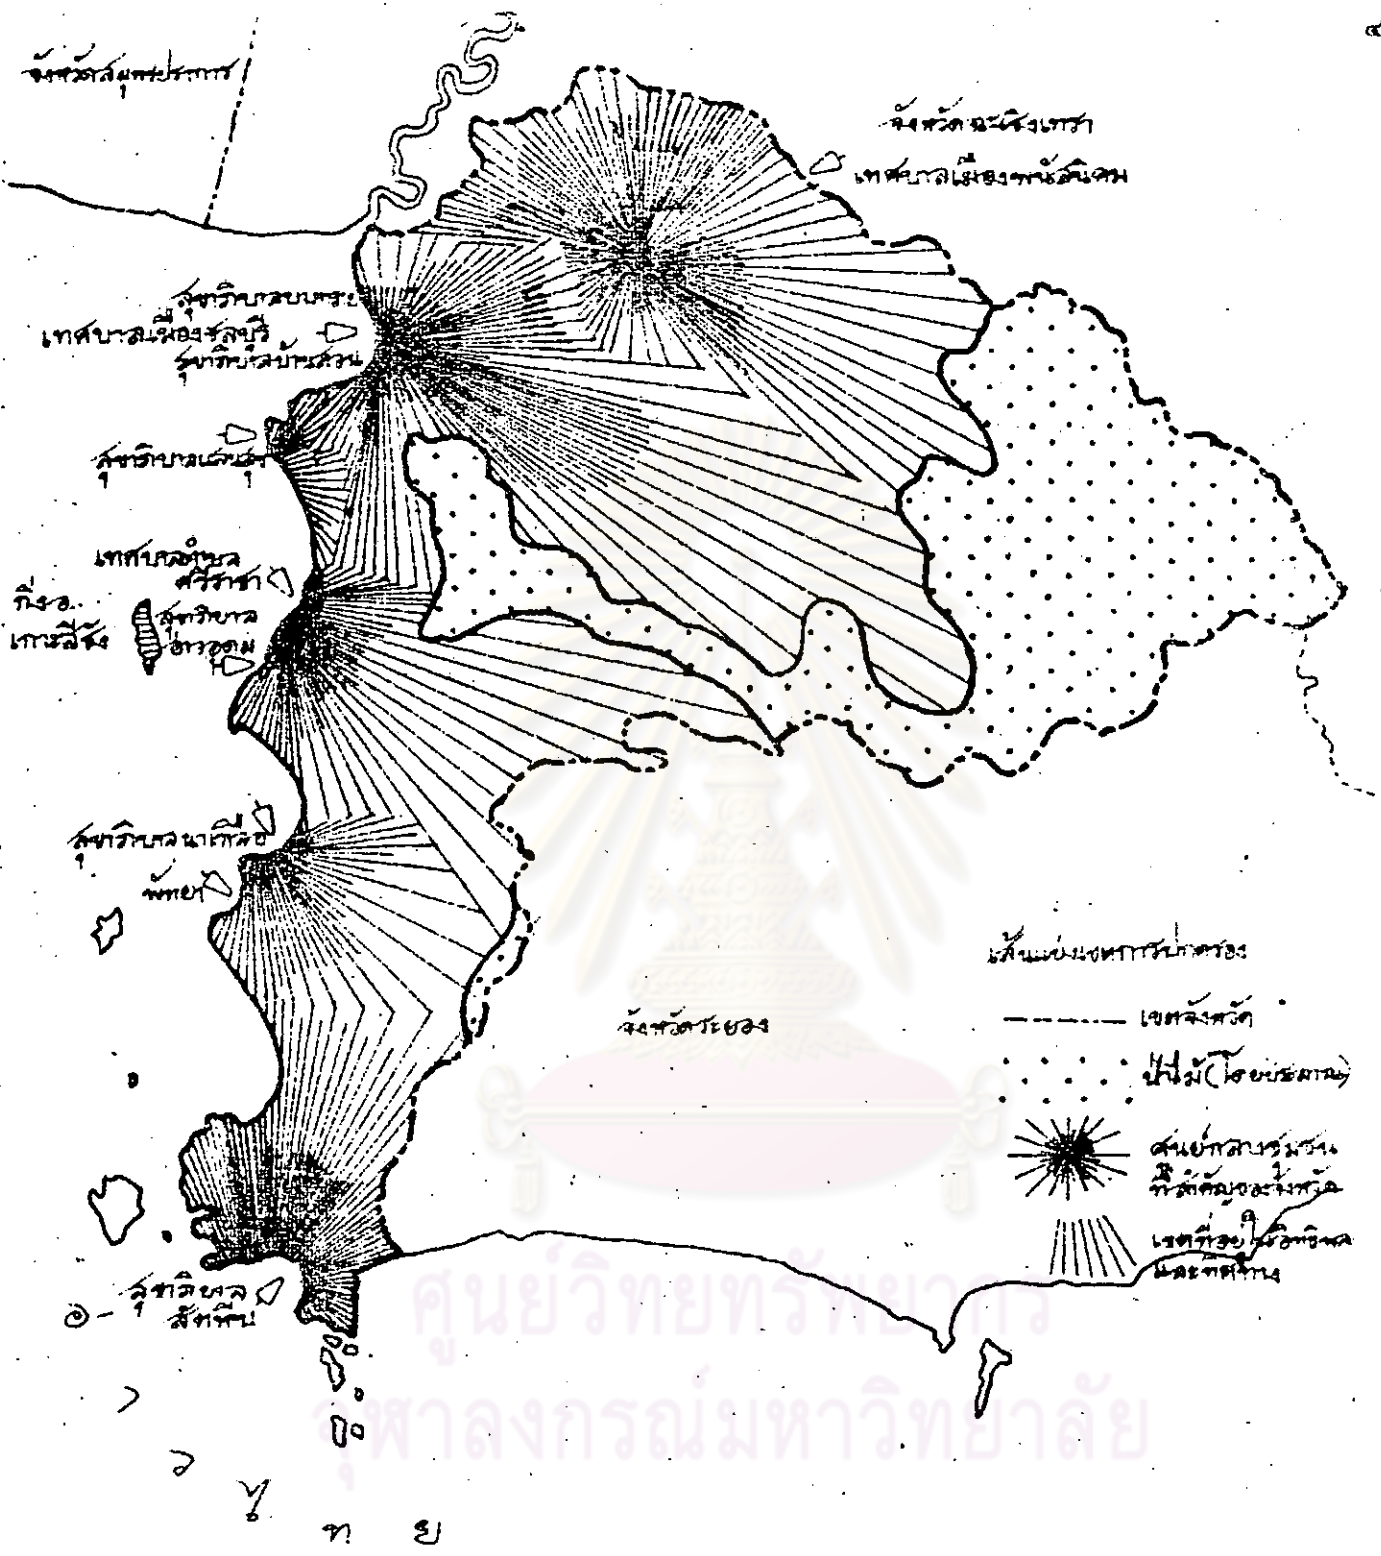 จังหวัดสมุทรปราการ
จังหวัดฉะเชิงเทรา
เทศบาลเมืองพนัสนิคม
สุขาภิบาลบางทราย
เทศบาลเมืองชลบุรี
สุขาภิบาลบ้านสวน
สุขาภิบาลแสนสุข
เทศบาลตำบล
ศรีราชา
กิ่งอ.
เกาะสีชัง
สุขาภิบาล
อ่าวอุดม
สุขาภิบาลนาเกลือ
พัทยา
จังหวัดระยอง
เส้นแบ่งเขตการปกครอง
เขตจังหวัด
ป่าไม้(โดยประมาณ)
ศูนย์กลางชุมชน
ที่สำคัญของจังหวัด
เขตที่อยู่ในอิทธิพล
และทิศทาง
สุขาภิบาล
สัตหีบ
อ่าวไทย
ศูนย์วิทยทรัพยากร
จุฬาลงกรณ์มหาวิทยาลัย